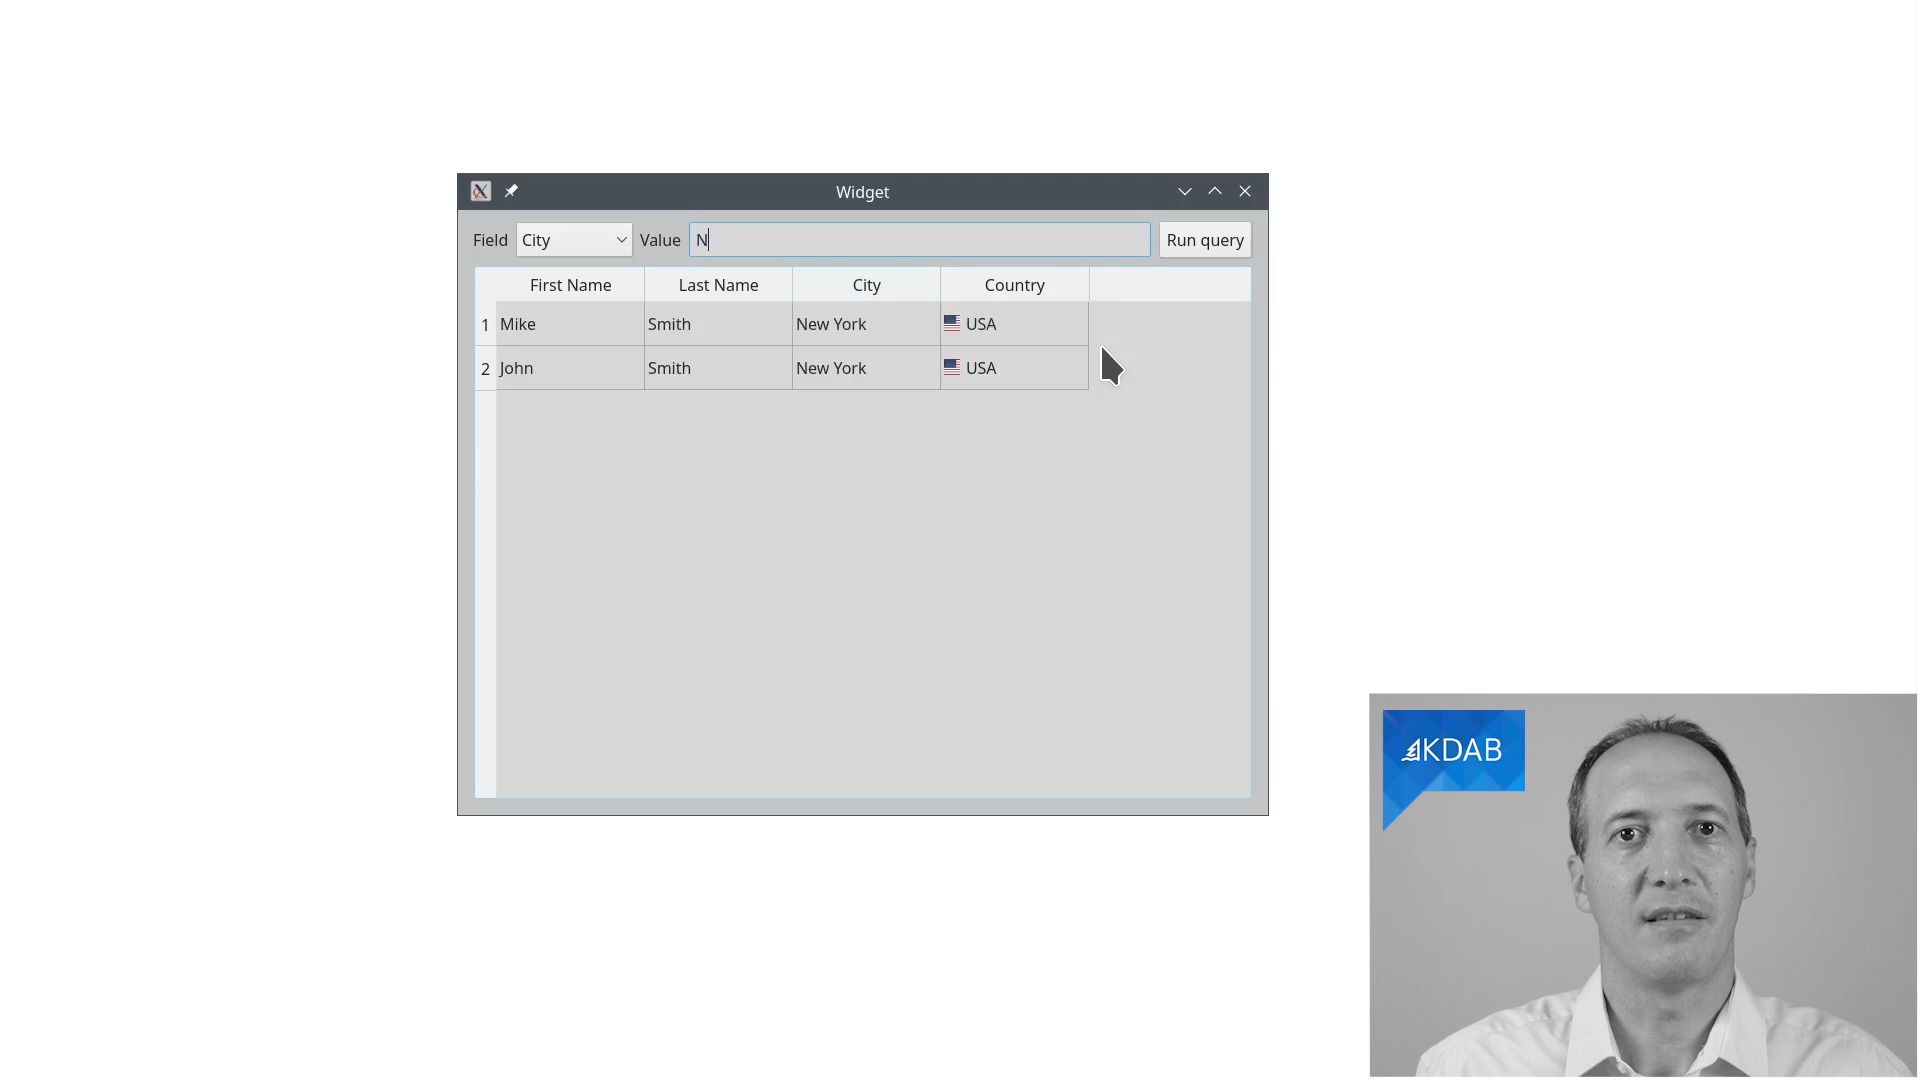 Widget
Field City Value N Run query
First Name Last Name City Country
1 Mike Smith New York USA
2 John Smith New York USA
KDAB